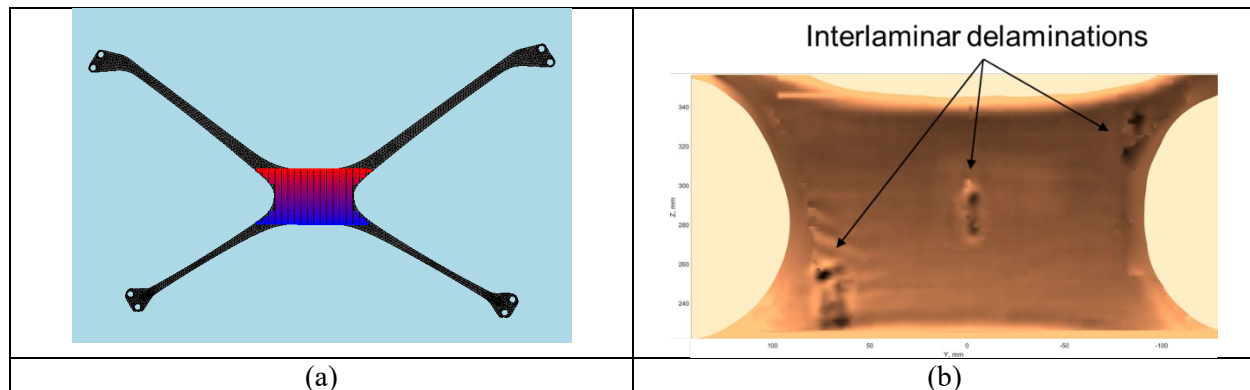 Interlaminar delaminations
340
320
300
280
260
240
Z, mm
100
50
0
-50
-100
Y, mm
(a)
(b)